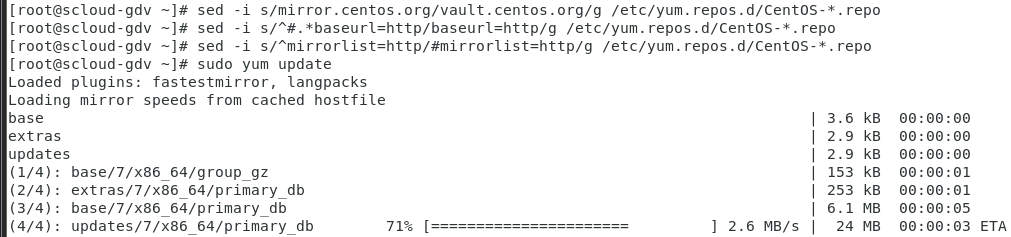 [root@scloud-gdv ~]# sed -i s/mirror.centos.org/vault.centos.org/g /etc/yum.repos.d/CentOS-*.repo
[root@scloud-gdv ~]# sed -i s/^#.*baseurl=http/baseurl=http/g /etc/yum.repos.d/CentOS-*.repo
[root@scloud-gdv ~]# sed -i s/^mirrorlist=http/#mirrorlist=http/g /etc/yum.repos.d/CentOS-*.repo
[root@scloud-gdv ~]# sudo yum update
Loaded plugins: fastestmirror, langpacks
Loading mirror speeds from cached hostfile
base | 3.6 kB 00:00:00
extras | 2.9 kB 00:00:00
updates | 2.9 kB 00:00:00
(1/4): base/7/x86_64/group_gz | 153 kB 00:00:01
(2/4): extras/7/x86_64/primary_db | 253 kB 00:00:01
(3/4): base/7/x86_64/primary_db | 6.1 MB 00:00:05
(4/4): updates/7/x86_64/primary_db 71% [====================== ] 2.6 MB/s | 24 MB 00:00:03 ETA